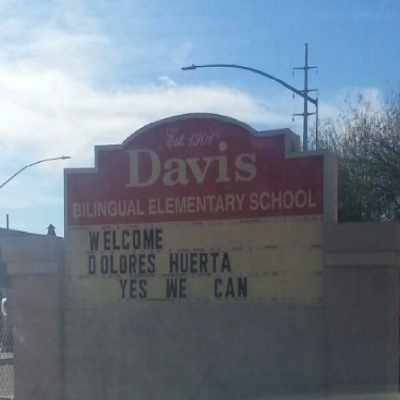 Est. 1901
Davis
BILINGUAL ELEMENTARY SCHOOL
WELCOME
DOLORES HUERTA
YES WE CAN